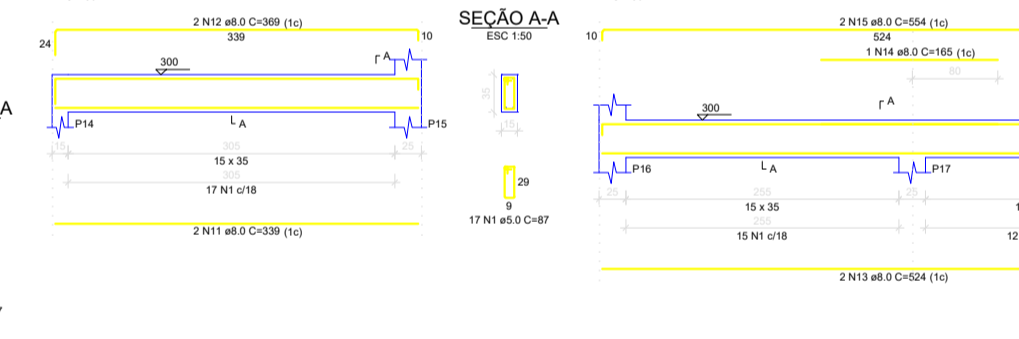 2 N12 ø8.0 C=369 (1c)
339
24
10
A
300
A
P14
A
P15
15
305
25
15 x 35
305
17 N1 c/18
2 N11 ø8.0 C=339 (1c)
SEÇÃO A-A
ESC 1:50
35
15
29
9
17 N1 ø5.0 C=87
2 N15 ø8.0 C=554 (1c)
10
524
1 N14 ø8.0 C=165 (1c)
80
300
A
P16
A
P17
25
255
25
15 x 35
1
255
15 N1 c/18
12
2 N13 ø8.0 C=524 (1c)
A